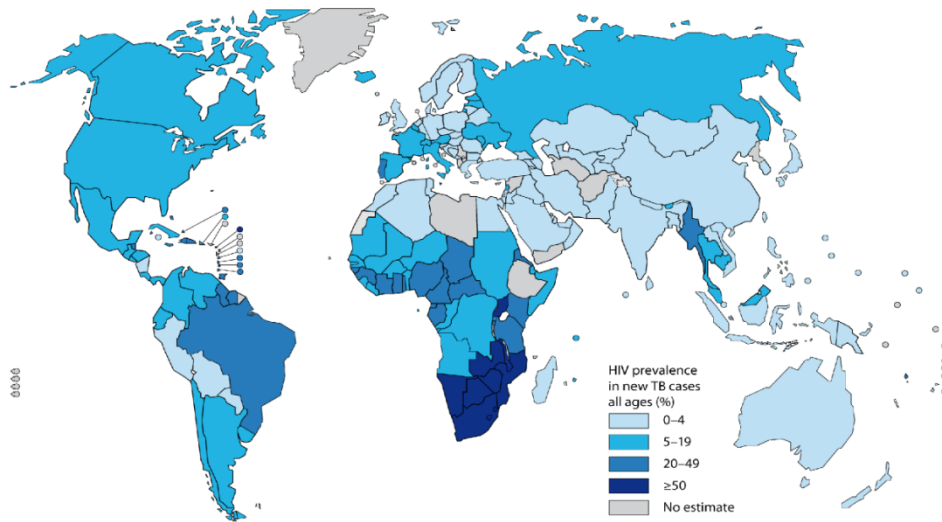 HIV prevalence
in new TB cases
all ages (%)
0–4
5–19
20–49
≥50
No estimate